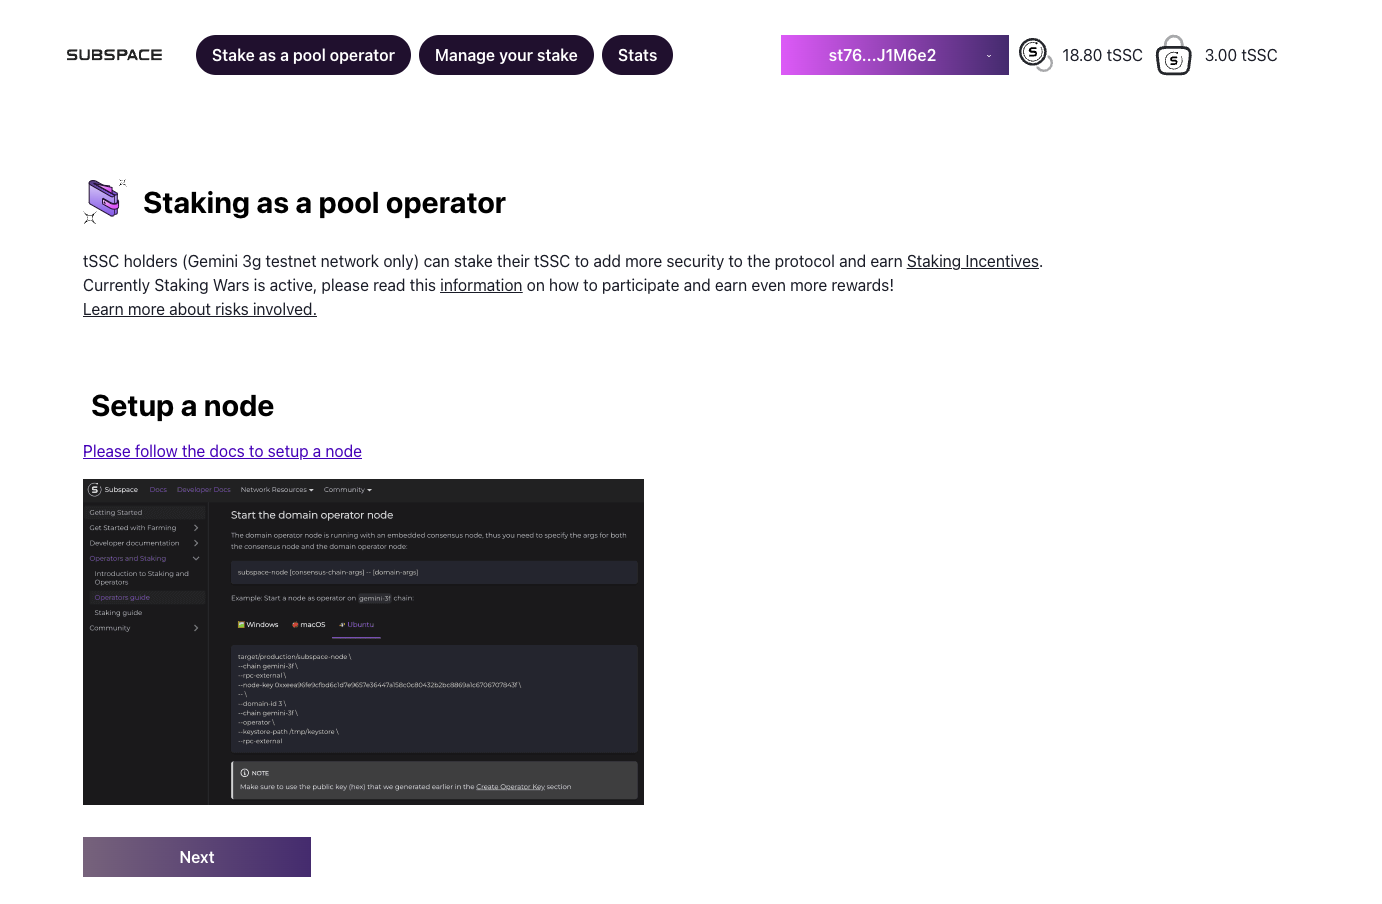 SUBSPACE
Stake as a pool operator
Manage your stake
Stats
st76...J1M6e2
18.80 tSSC
3.00 tSSC
Staking as a pool operator
tSSC holders (Gemini 3g testnet network only) can stake their tSSC to add more security to the protocol and earn Staking Incentives.
Currently Staking Wars is active, please read this information on how to participate and earn even more rewards!
Learn more about risks involved.
Setup a node
Please follow the docs to setup a node
Subspace Docs Developer Docs Network Resources Community
Getting Started
Get Started with Farming
Developer documentation
Operators and Staking
Introduction to Staking and
Operators
Operators guide
Staking guide
Community
Start the domain operator node
The domain operator node is running with an embedded consensus node, thus you need to specify the args for both
the consensus node and the domain operator node:
subspace-node [consensus-chain-args] -- [domain-args]
Example: Start a node as operator on gemini-3f chain:
Windows macOS Ubuntu
target/production/subspace-node \
--chain gemini-3f \
--rpc-external \
--node-key \
-- \
--domain-id 3 \
--chain gemini-3f \
--operator \
--keystore-path /tmp/keystore \
--rpc-external
NOTE
Make sure to use the public key (hex) that we generated earlier in the Create Operator Key section
Next